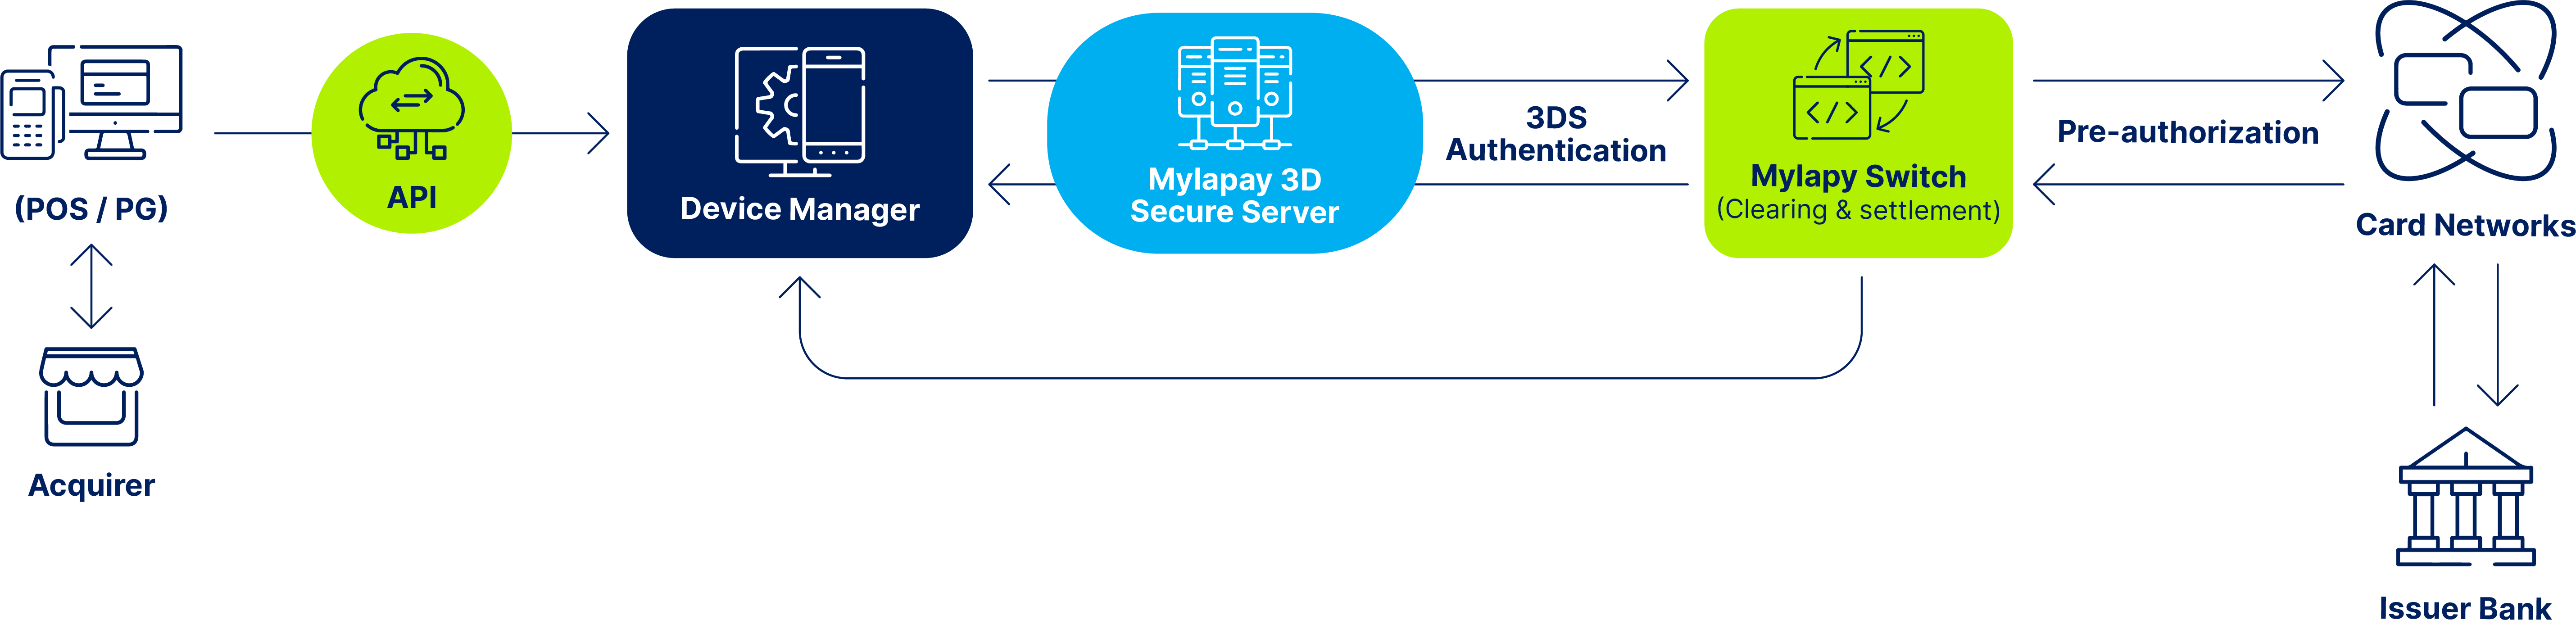 (POS / PG)
Acquirer
API
Device Manager
Mylapay 3D
Secure Server
3DS
Authentication
Mylapy Switch
(Clearing & settlement)
Pre-authorization
Card Networks
Issuer Bank